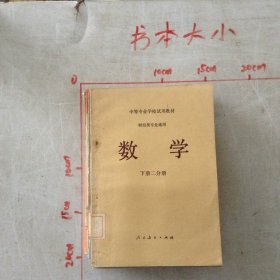 书本大小
0
10cm
15cm
20cm
10cm
15cm
20cm
中等专业学校试用教材
财经类专业通用
数学
下册二分册
人民教育出版社